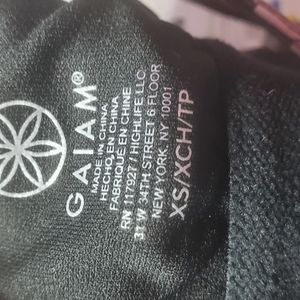 GAIAM®
MADE IN CHINA
HECHO EN CHINA
FABRIQUE EN CHINE
RN 117927 / HIGHLIFE LLC
31 W 34TH STREET 6 FLOOR
NEW YORK, NY. 10001
XS/XCH/TP